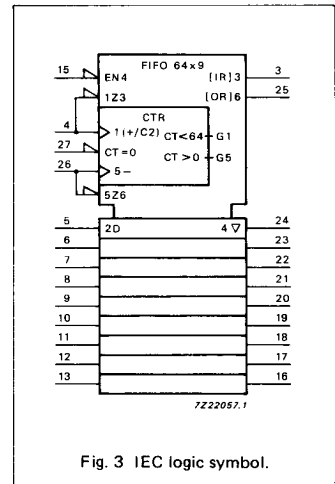 FIFO 64x9
15 EN4 [IR]3 3
1Z3 [OR]6 25
CTR
4 1(+/C2) CT<64 G1
27 CT=0 CT>0 G5
26 5–
5Z6
5 2D 4 ▽ 24
6 23
7 22
8 21
9 20
10 19
11 18
12 17
13 16
7Z22057.1
Fig. 3 IEC logic symbol.